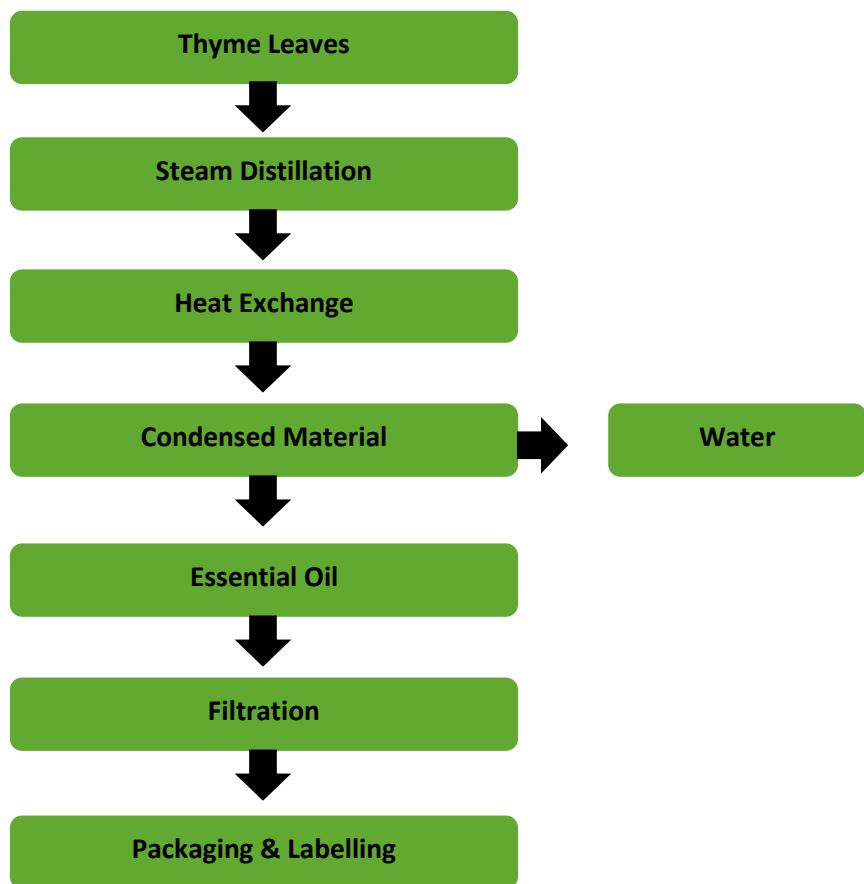 Thyme Leaves
Steam Distillation
Heat Exchange
Condensed Material
Water
Essential Oil
Filtration
Packaging & Labelling